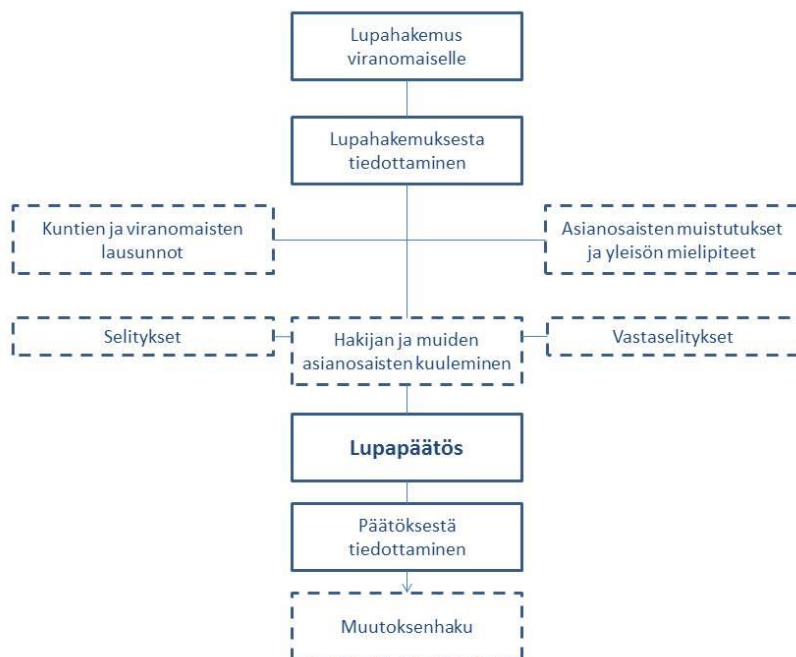 Lupahakemus
viranomaiselle
Lupahakemuksesta
tiedottaminen
Kuntien ja viranomaisten
lausunnot
Asianosaisten muistutukset
ja yleisön mielipiteet
Selitykset
Hakijan ja muiden
asianosaisten kuuleminen
Vastaselitykset
Lupapäätös
Päätöksestä
tiedottaminen
Muutoksenhaku